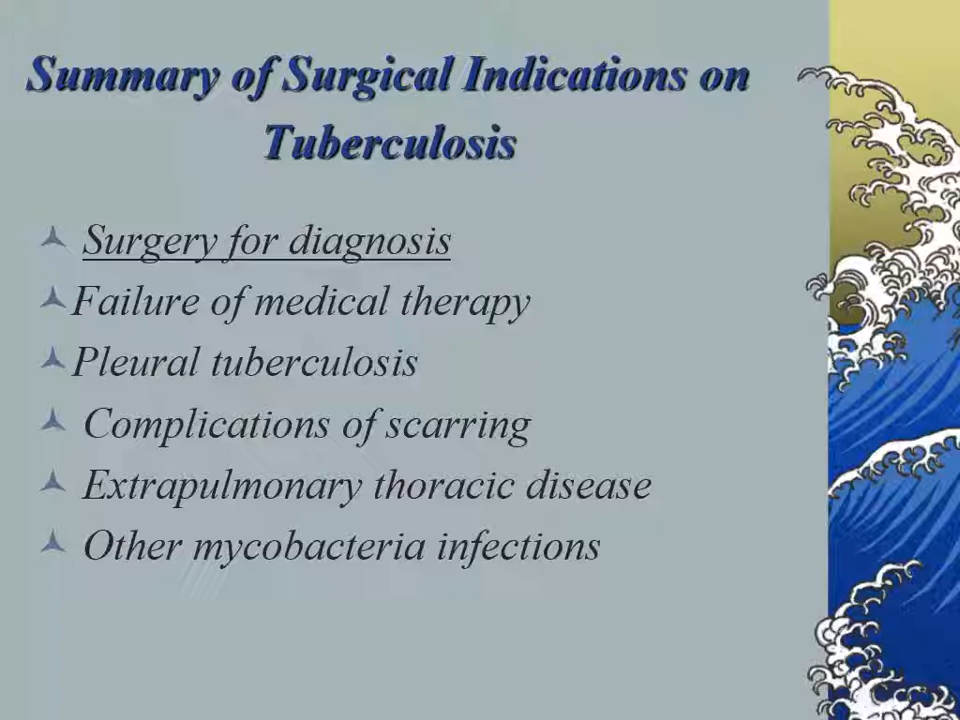 Summary of Surgical Indications on
Tuberculosis
Surgery for diagnosis
Failure of medical therapy
Pleural tuberculosis
Complications of scarring
Extrapulmonary thoracic disease
Other mycobacteria infections